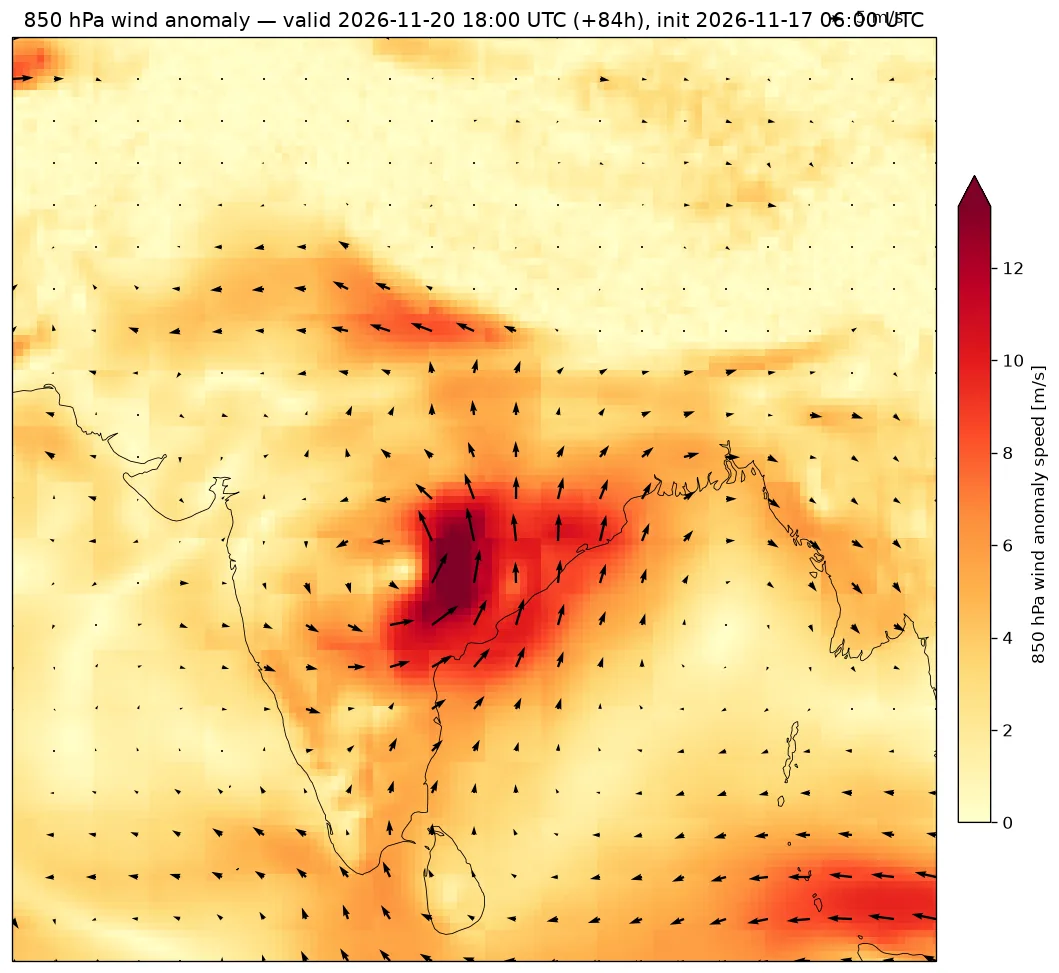 850 hPa wind anomaly — valid 2026-11-20 18:00 UTC (+84h), init 2026-11-17 06:00 UTC
5 m/s
12
10
8
6
4
2
0
850 hPa wind anomaly speed [m/s]